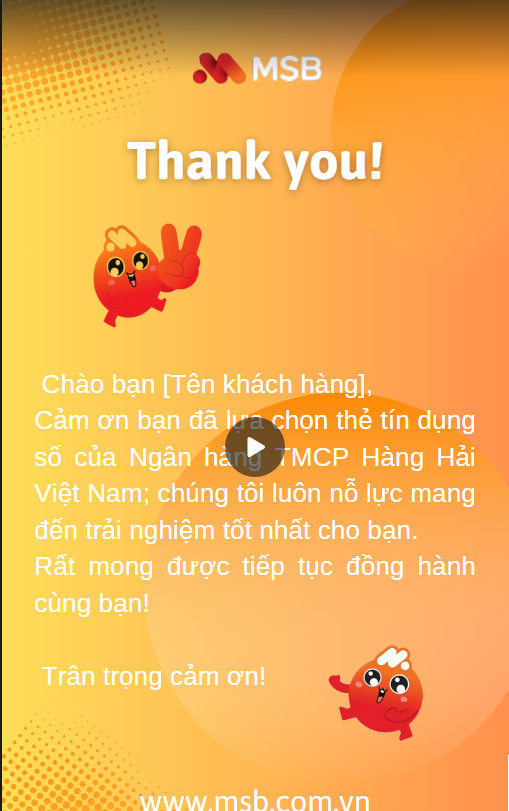 MSB
Thank you!
Chào bạn [Tên khách hàng],
Cảm ơn bạn đã lựa chọn thẻ tín dụng
số của Ngân hàng TMCP Hàng Hải
Việt Nam; chúng tôi luôn nỗ lực mang
đến trải nghiệm tốt nhất cho bạn.
Rất mong được tiếp tục đồng hành
cùng bạn!
Trân trọng cảm ơn!
www.msb.com.vn